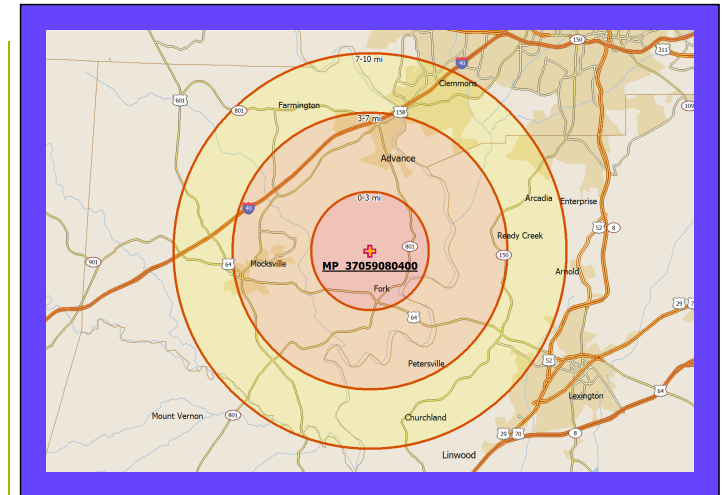 150
311
7-10 mi
40
Clemmons
601
801
Farmington
158
109
3-7 mi
Advance
0-3 mi
Arcadia
Enterprise
40
52
8
Reedy Creek
801
150
901
64
Mocksville
MP 37059080400
Arnold
Fork
29
64
52
Petersville
64
Lexington
Mount Vernon
801
Churchland
29
70
8
Linwood